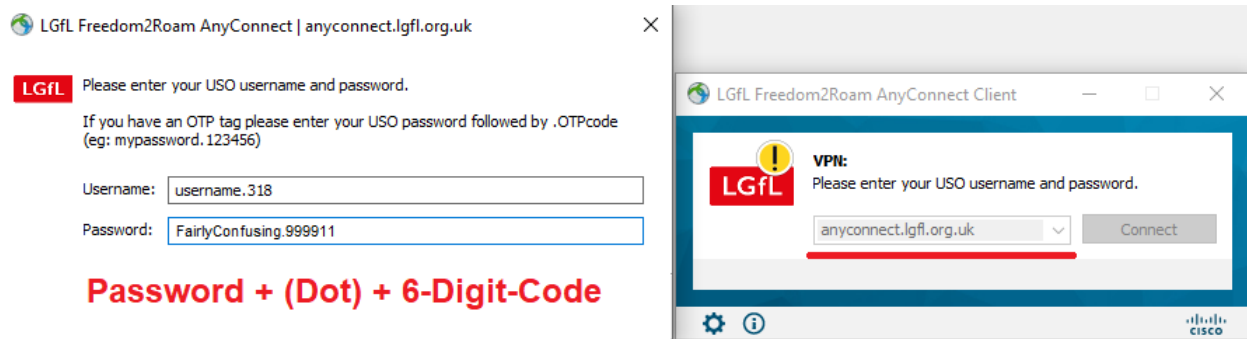 LGfL Freedom2Roam AnyConnect | anyconnect.lgfl.org.uk
LGfL
Please enter your USO username and password.
If you have an OTP tag please enter your USO password followed by .OTPcode
(eg: mypassword.123456)
Username: username.318
Password: FairlyConfusing.999911
Password + (Dot) + 6-Digit-Code
LGfL Freedom2Roam AnyConnect Client
LGfL
VPN:
Please enter your USO username and password.
anyconnect.lgfl.org.uk Connect
CISCO